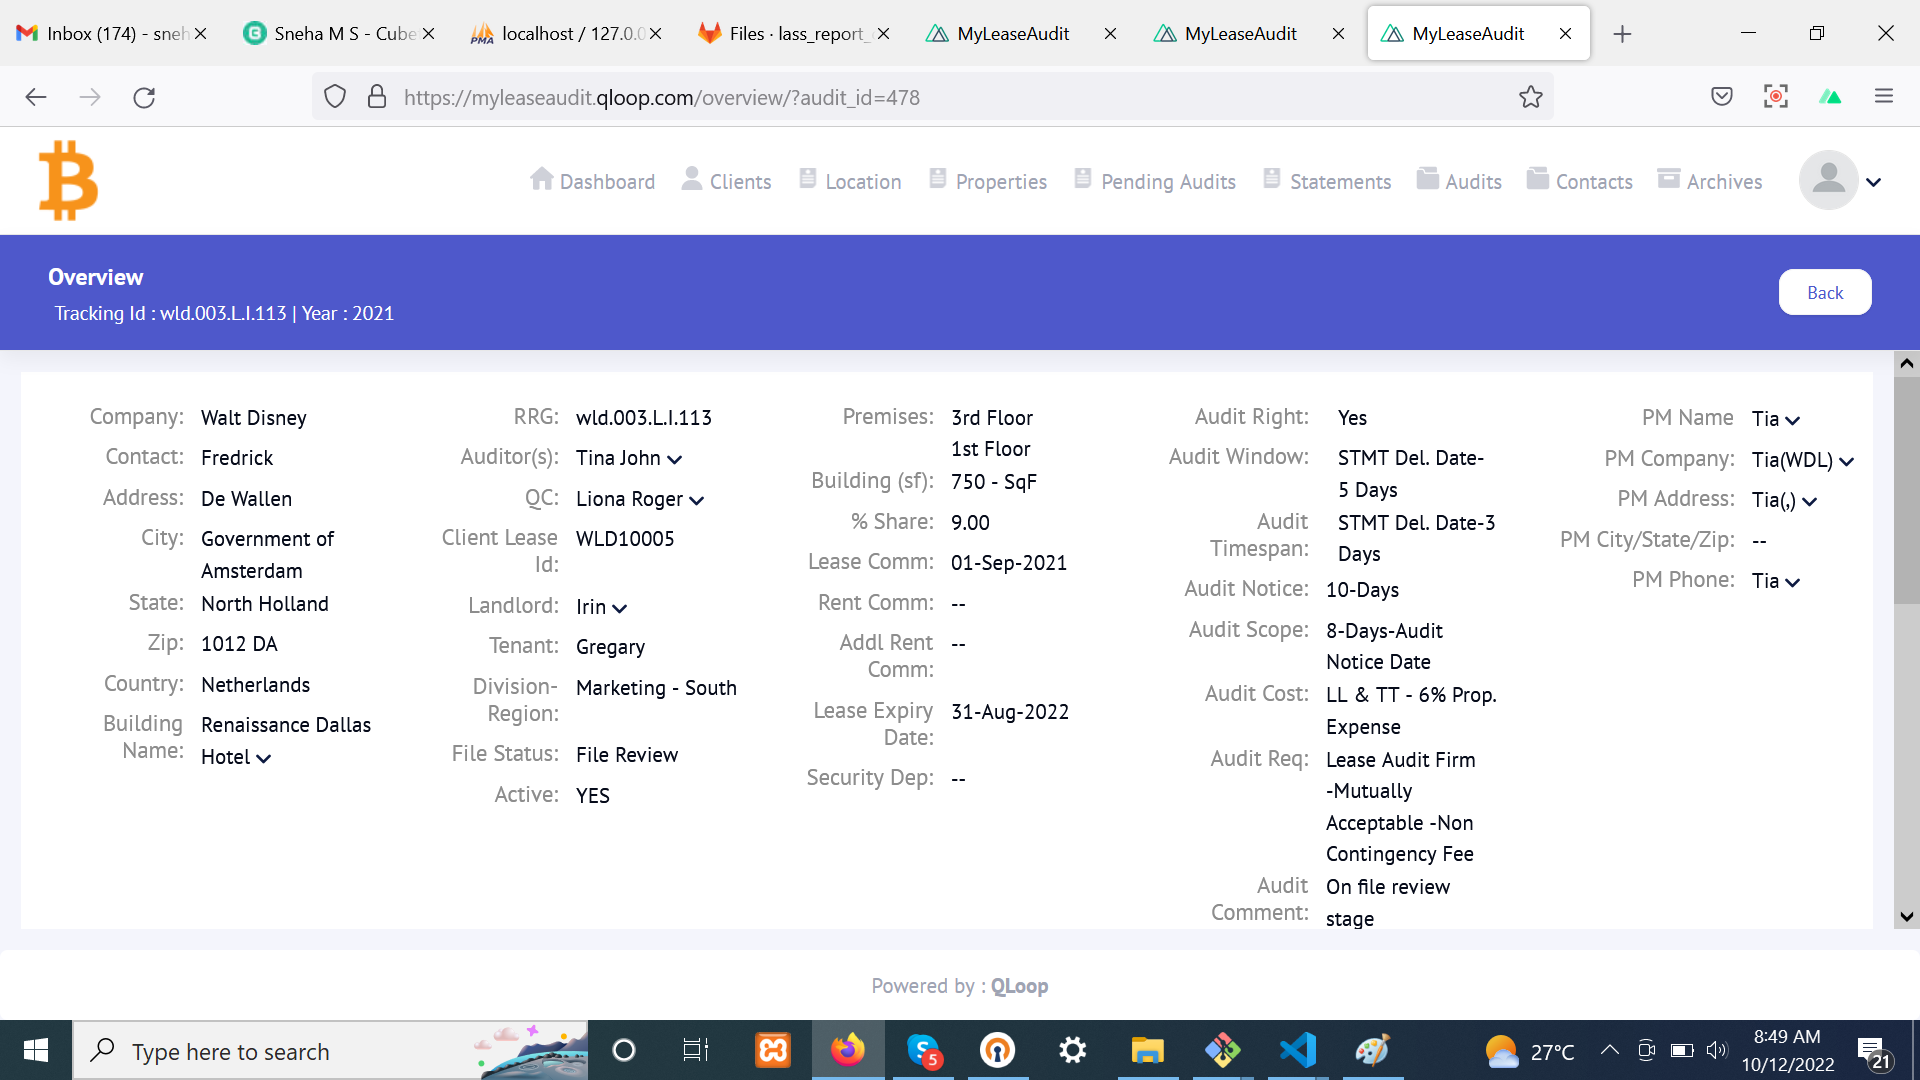 Inbox (174) - sneh
Sneha M S - Cube
localhost / 127.0.0
Files · lass_report_
MyLeaseAudit
MyLeaseAudit
MyLeaseAudit
https://myleaseaudit.qloop.com/overview/?audit_id=478
Dashboard
Clients
Location
Properties
Pending Audits
Statements
Audits
Contacts
Archives
Overview
Tracking Id : wld.003.L.I.113 | Year : 2021
Back
Company: Walt Disney
Contact: Fredrick
Address: De Wallen
City: Government of
Amsterdam
State: North Holland
Zip: 1012 DA
Country: Netherlands
Building Renaissance Dallas
Name: Hotel
RRG: wld.003.L.I.113
Auditor(s): Tina John
QC: Liona Roger
Client Lease WLD10005
Id:
Landlord: Irin
Tenant: Gregary
Division- Marketing - South
Region:
File Status: File Review
Active: YES
Premises: 3rd Floor
1st Floor
Building (sf): 750 - SqF
% Share: 9.00
Lease Comm: 01-Sep-2021
Rent Comm: --
Addl Rent --
Comm:
Lease Expiry 31-Aug-2022
Date:
Security Dep: --
Audit Right: Yes
Audit Window: STMT Del. Date-
5 Days
Audit STMT Del. Date-3
Timespan: Days
Audit Notice: 10-Days
Audit Scope: 8-Days-Audit
Notice Date
Audit Cost: LL & TT - 6% Prop.
Expense
Audit Req: Lease Audit Firm
-Mutually
Acceptable -Non
Contingency Fee
Audit On file review
Comment: stage
PM Name Tia
PM Company: Tia(WDL)
PM Address: Tia(,)
PM City/State/Zip: --
PM Phone: Tia
Powered by : QLoop
Type here to search
5
27°C
8:49 AM
10/12/2022
21